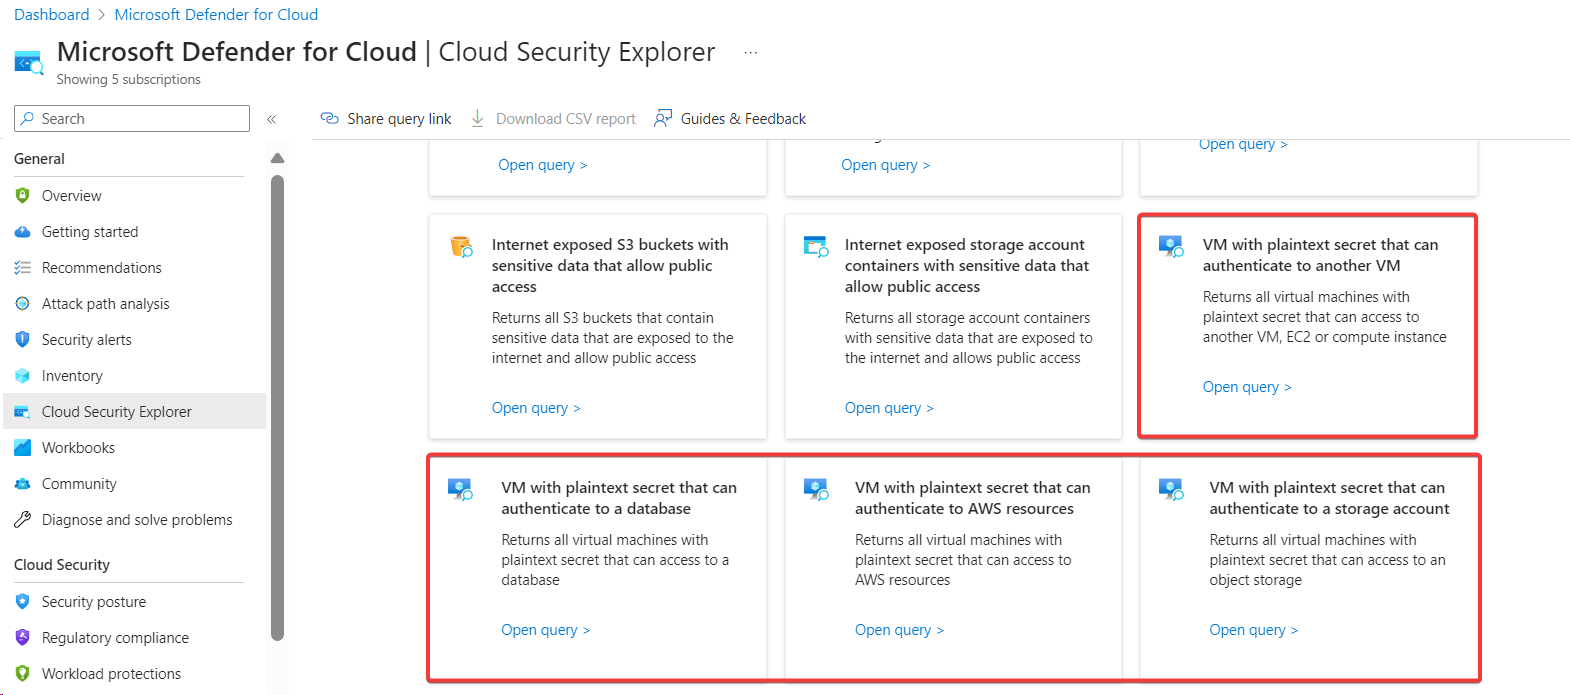 Dashboard > Microsoft Defender for Cloud
Microsoft Defender for Cloud | Cloud Security Explorer ...
Showing 5 subscriptions
Search
«
Share query link
Download CSV report
Guides & Feedback
General
Overview
Getting started
Recommendations
Attack path analysis
Security alerts
Inventory
Cloud Security Explorer
Workbooks
Community
Diagnose and solve problems
Cloud Security
Security posture
Regulatory compliance
Workload protections
Open query >
Open query >
Open query >
Internet exposed S3 buckets with
sensitive data that allow public
access
Returns all S3 buckets that contain
sensitive data that are exposed to the
internet and allow public access
Open query >
Internet exposed storage account
containers with sensitive data that
allow public access
Returns all storage account containers
with sensitive data that are exposed to
the internet and allows public access
Open query >
VM with plaintext secret that can
authenticate to another VM
Returns all virtual machines with
plaintext secret that can access to
another VM, EC2 or compute instance
Open query >
VM with plaintext secret that can
authenticate to a database
Returns all virtual machines with
plaintext secret that can access to a
database
Open query >
VM with plaintext secret that can
authenticate to AWS resources
Returns all virtual machines with
plaintext secret that can access to
AWS resources
Open query >
VM with plaintext secret that can
authenticate to a storage account
Returns all virtual machines with
plaintext secret that can access to an
object storage
Open query >